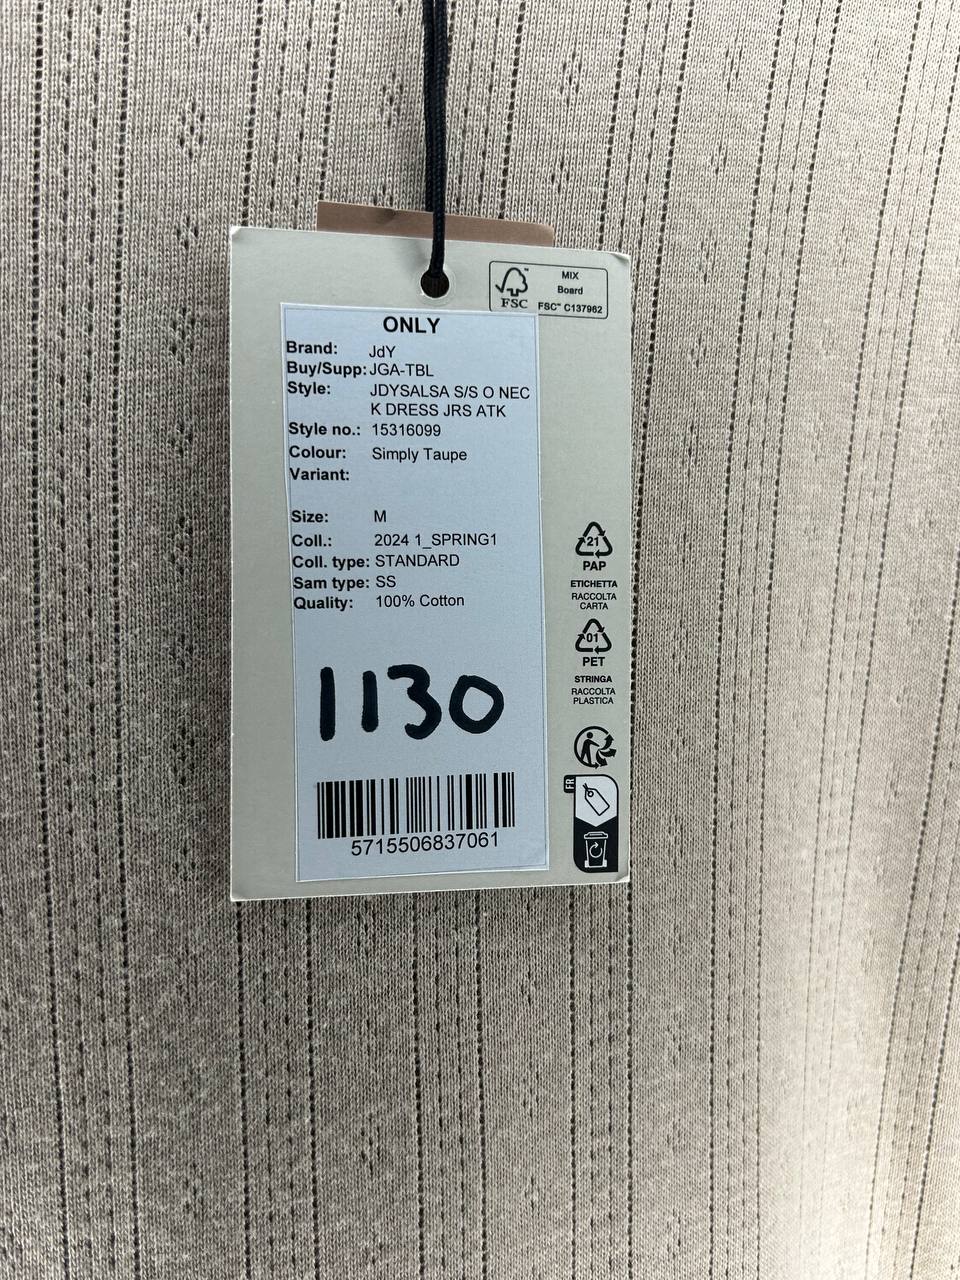 FSC
MIX
Board
FSC™ C137962
ONLY
Brand: JdY
Buy/Supp: JGA-TBL
Style: JDYSALSA S/S O NEC
K DRESS JRS ATK
Style no.: 15316099
Colour: Simply Taupe
Variant:
Size: M
Coll.: 2024 1_SPRING1
Coll. type: STANDARD
Sam type: SS
Quality: 100% Cotton
1130
5715506837061
21
PAP
ETICHETTA
RACCOLTA
CARTA
01
PET
STRINGA
RACCOLTA
PLASTICA
FR